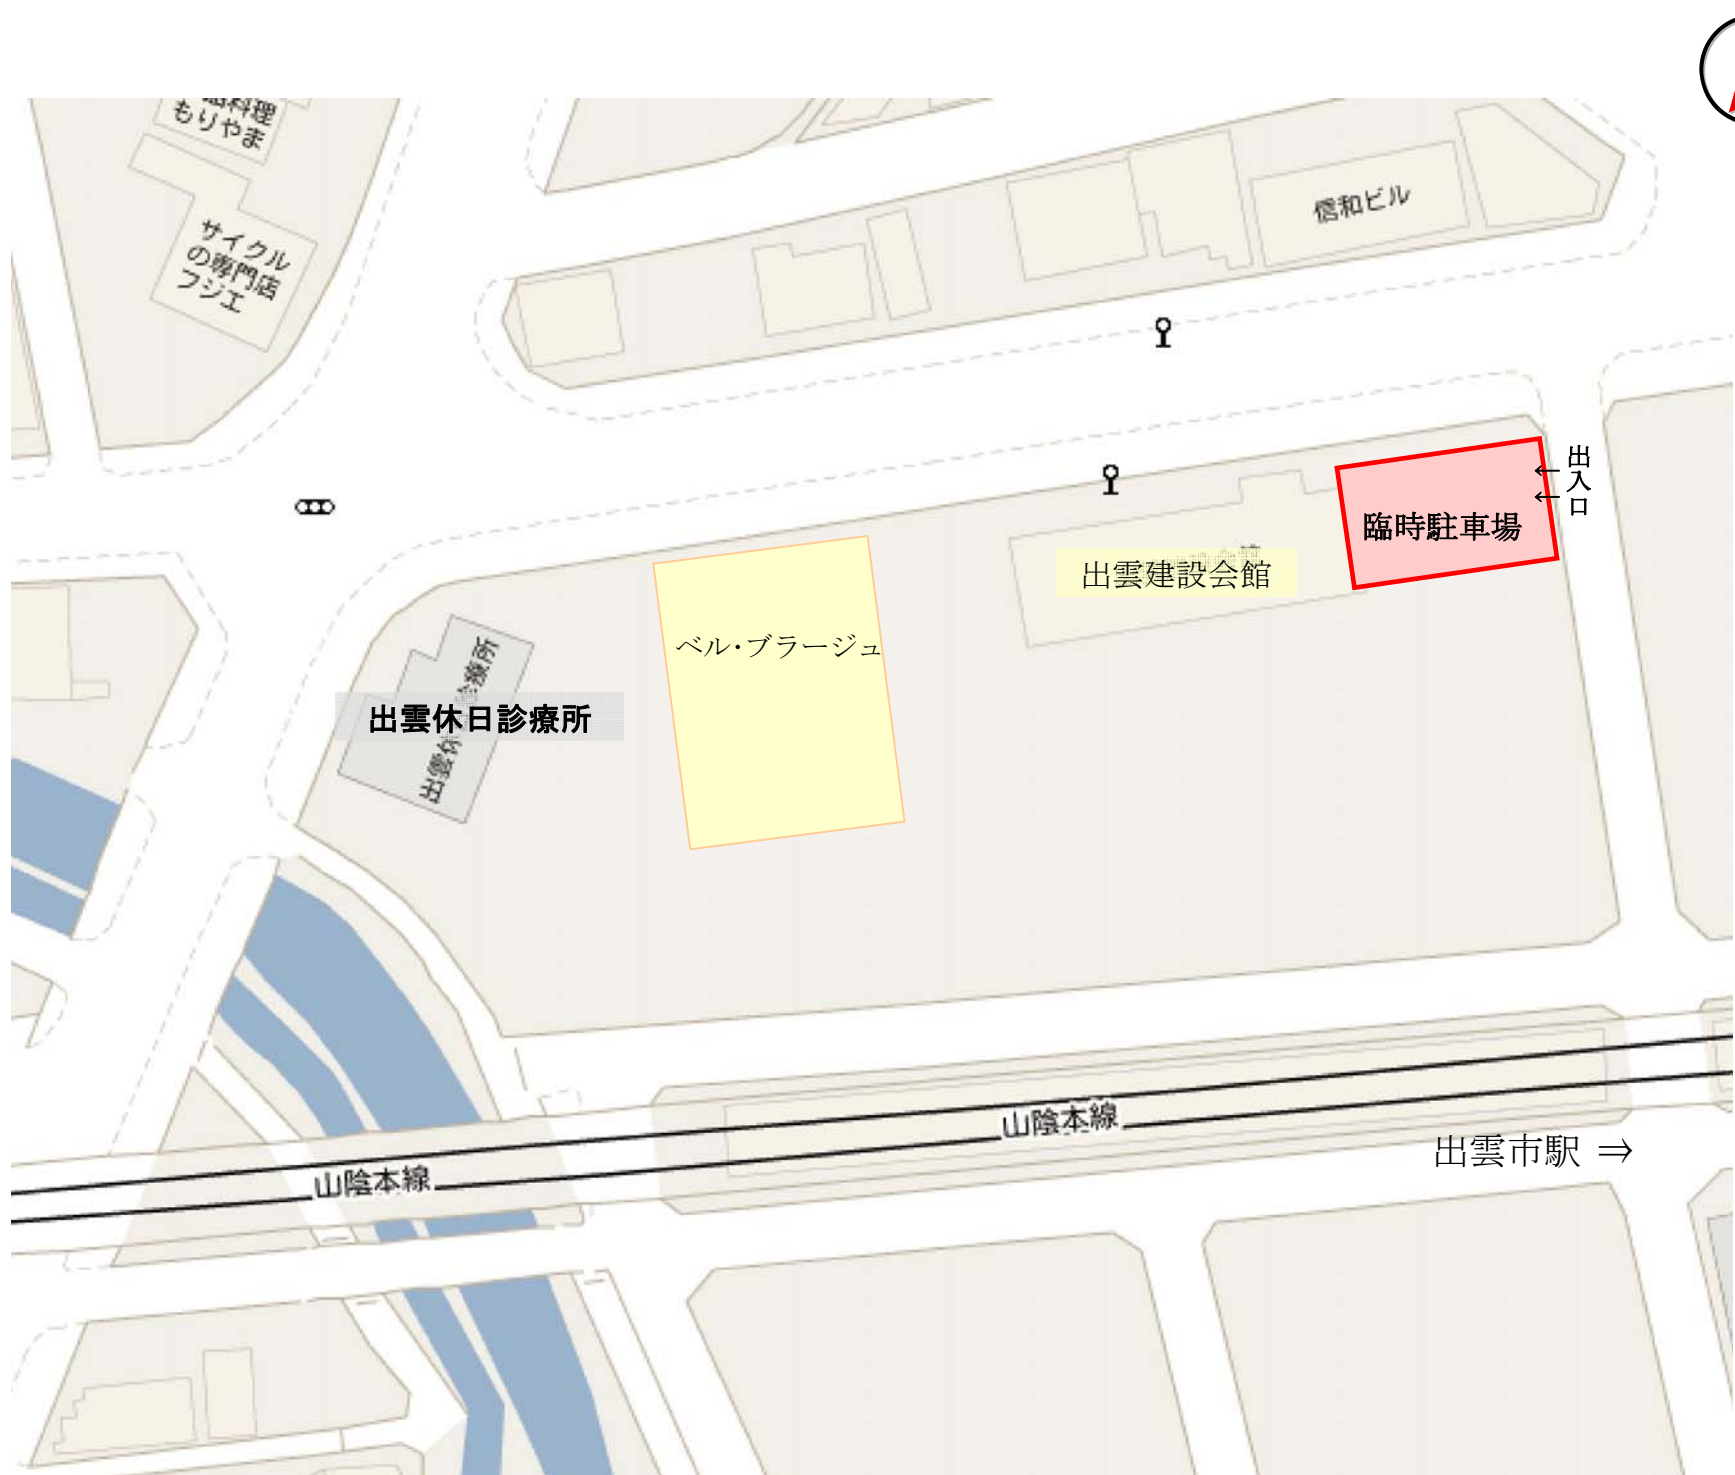 料理
もりやま
サイクル
の専門店
フジエ
信和ビル
出入口
←
←
臨時駐車場
出雲建設会館
ベル・ブラージュ
出雲休日診療所
山陰本線
山陰本線
出雲市駅 ⇒